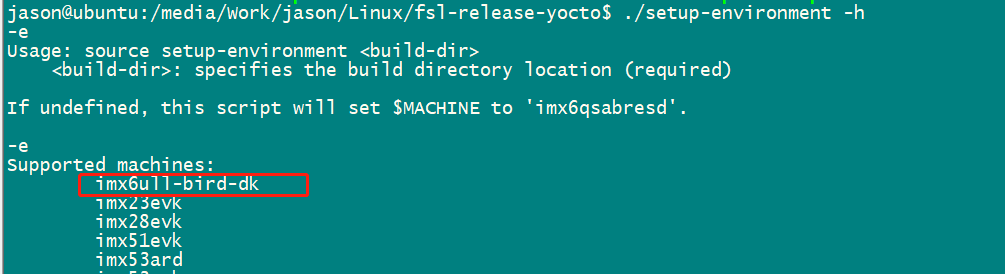 jason@ubuntu:/media/Work/jason/Linux/fsl-release-yocto$ ./setup-environment -h
-e
Usage: source setup-environment <build-dir>
<build-dir>: specifies the build directory location (required)
If undefined, this script will set $MACHINE to 'imx6qsabresd'.
-e
Supported machines:
imx6ull-bird-dk
imx23evk
imx28evk
imx51evk
imx53ard